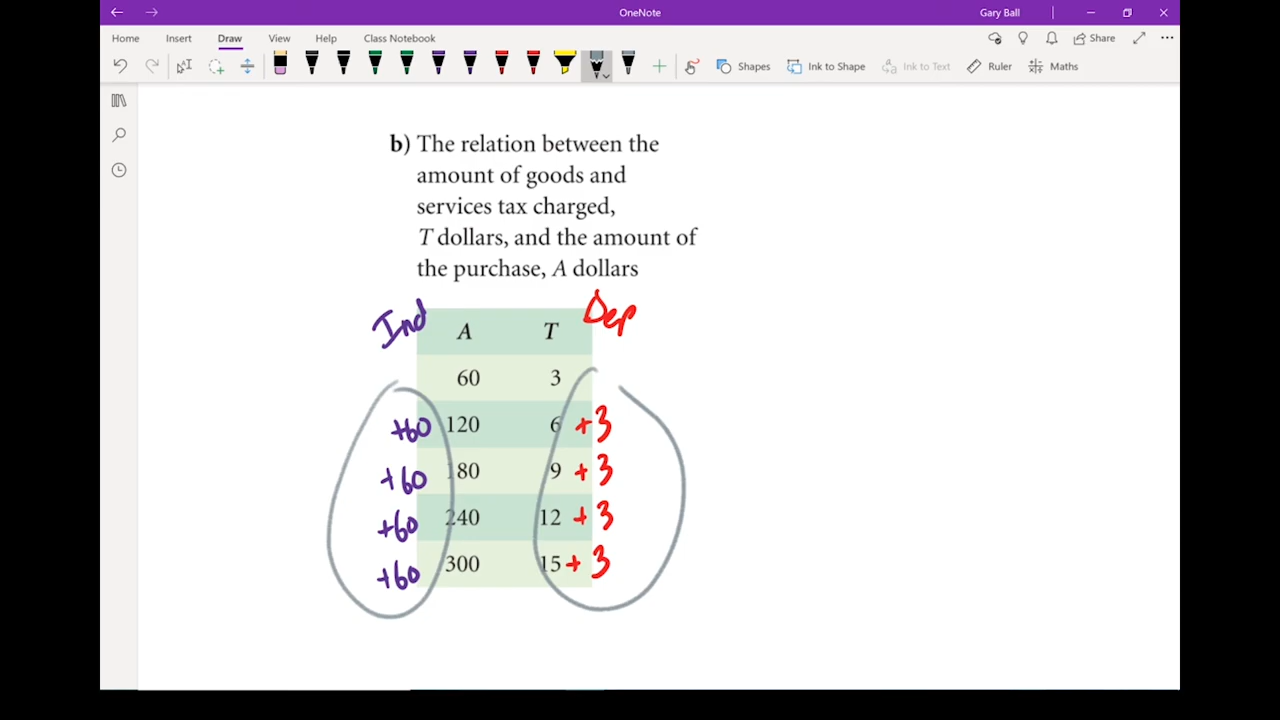 OneNote
Gary Ball
Home Insert Draw View Help Class Notebook
Share
Shapes Ink to Shape Ink to Text Ruler Maths
b) The relation between the
amount of goods and
services tax charged,
T dollars, and the amount of
the purchase, A dollars
Ind A T Dep
60 3
+60 120 6 +3
+60 180 9 +3
+60 240 12 +3
+60 300 15 +3